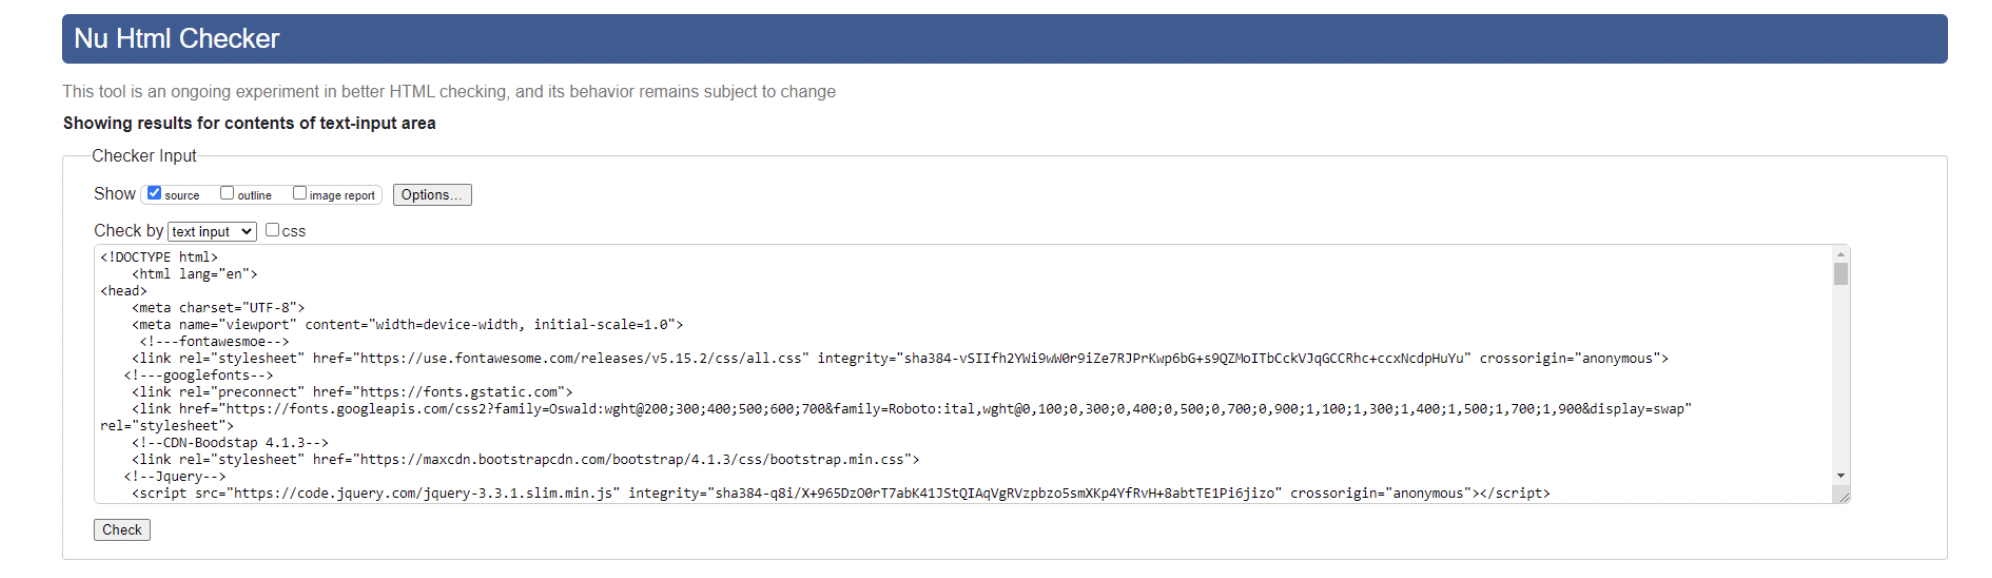 Nu Html Checker
This tool is an ongoing experiment in better HTML checking, and its behavior remains subject to change
Showing results for contents of text-input area
Checker Input
Show source outline image report Options...
Check by text input css
<!DOCTYPE html>
<html lang="en">
<head>
<meta charset="UTF-8">
<meta name="viewport" content="width=device-width, initial-scale=1.0">
<!---fontawesmoe-->
<link rel="stylesheet" href="https://use.fontawesome.com/releases/v5.15.2/css/all.css" integrity="sha384-vSIIfh2YWi9wW0r9iZe7RJPrKwp6bG+s9QZMoITbCckVJqGCCRhc+ccxNcdpHuYu" crossorigin="anonymous">
<!---googlefonts-->
<link rel="preconnect" href="https://fonts.gstatic.com">
<link href="https://fonts.googleapis.com/css2?family=Oswald:wght@200;300;400;500;600;700&family=Roboto:ital,wght@0,100;0,300;0,400;0,500;0,700;0,900;1,100;1,300;1,400;1,500;1,700;1,900&display=swap"
rel="stylesheet">
<!--CDN-Boodstap 4.1.3-->
<link rel="stylesheet" href="https://maxcdn.bootstrapcdn.com/bootstrap/4.1.3/css/bootstrap.min.css">
<!--Jquery-->
<script src="https://code.jquery.com/jquery-3.3.1.slim.min.js" integrity="sha384-q8i/X+965DzO0rT7abK41JStQIAqVgRVzpbzo5smXKp4YfRvH+8abtTE1Pi6jizo" crossorigin="anonymous"></script>
Check